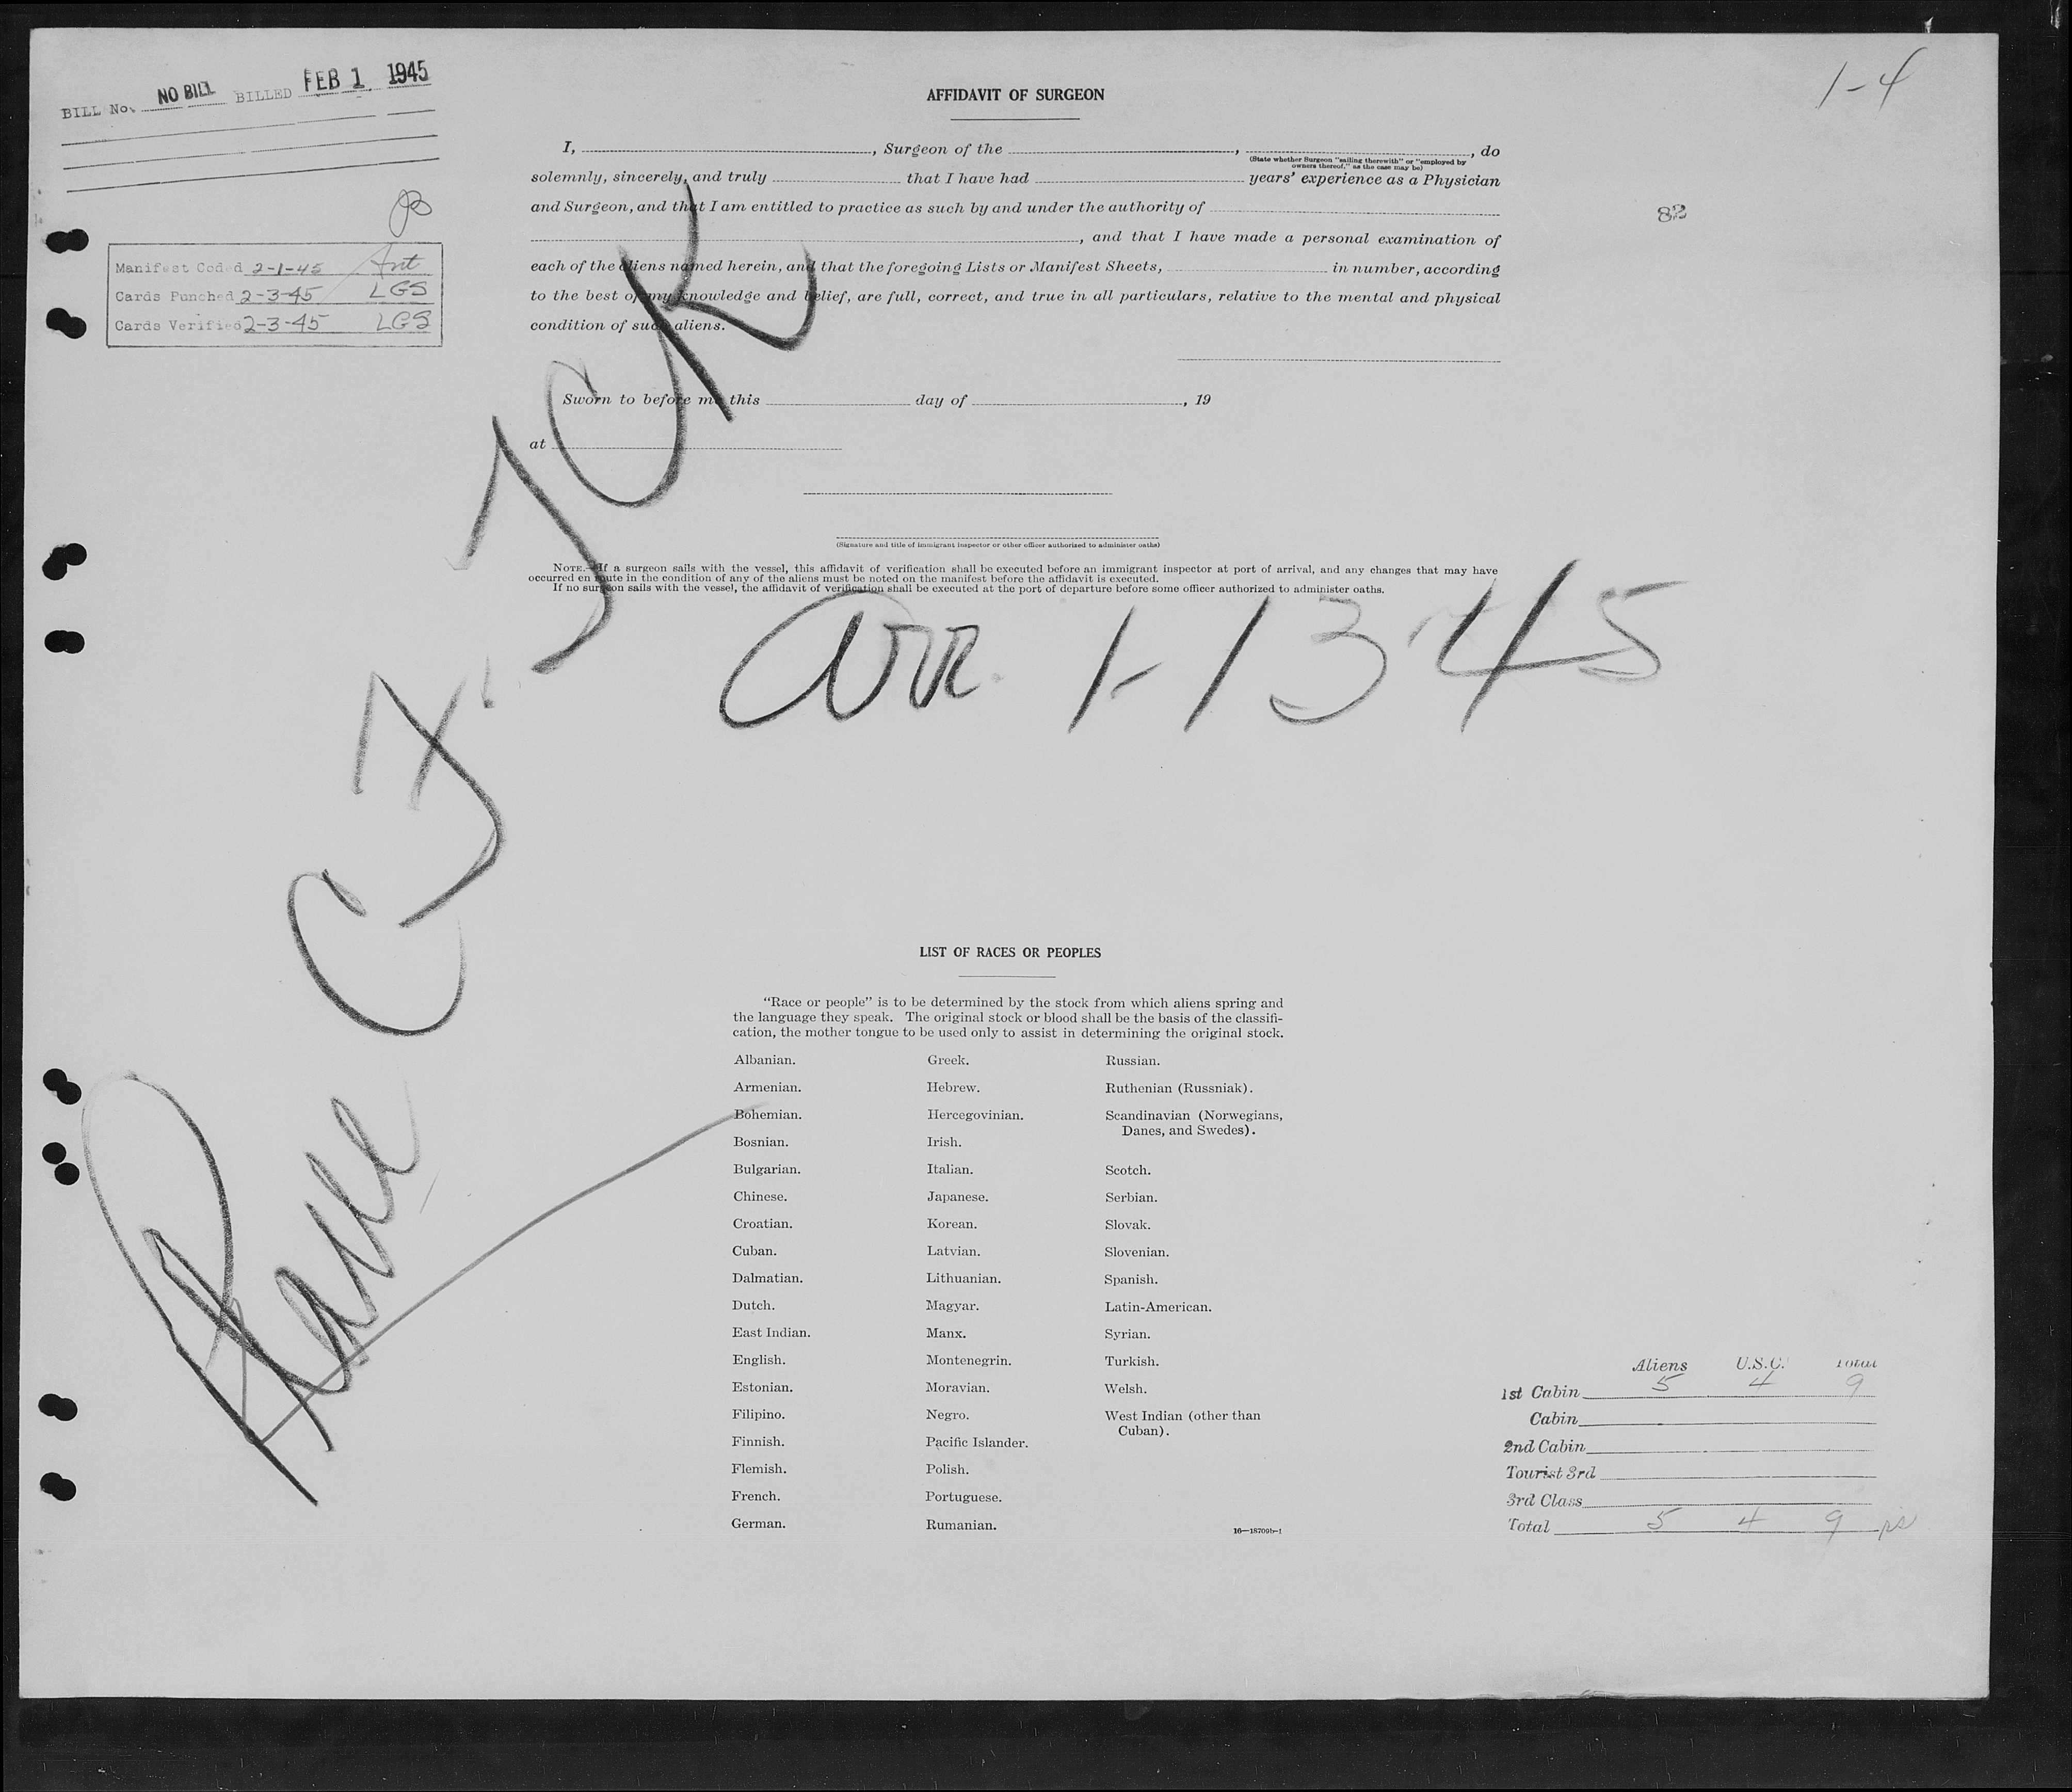 BILL No. NO BILL BILLED FEB 1 1945
1-4
Manifest Coded 2-1-45
Cards Punched 2-3-45 LGS
Cards Verified 2-3-45 LGS
AFFIDAVIT OF SURGEON
I, , Surgeon of the , , do
(State whether Surgeon "sailing therewith" or "employed by
owners thereof," as the case may be)
solemnly, sincerely, and truly that I have had years' experience as a Physician
and Surgeon, and that I am entitled to practice as such by and under the authority of
82
, and that I have made a personal examination of
each of the aliens named herein, and that the foregoing Lists or Manifest Sheets, in number, according
to the best of my knowledge and belief, are full, correct, and true in all particulars, relative to the mental and physical
condition of such aliens.
Sworn to before me this day of , 19
at
(Signature and title of immigrant inspector or other officer authorized to administer oaths)
NOTE.—If a surgeon sails with the vessel, this affidavit of verification shall be executed before an immigrant inspector at port of arrival, and any changes that may have
occurred en route in the condition of any of the aliens must be noted on the manifest before the affidavit is executed.
If no surgeon sails with the vessel, the affidavit of verification shall be executed at the port of departure before some officer authorized to administer oaths.
Plane CF-JCK
arr. 1-13-45
LIST OF RACES OR PEOPLES
"Race or people" is to be determined by the stock from which aliens spring and
the language they speak. The original stock or blood shall be the basis of the classifi-
cation, the mother tongue to be used only to assist in determining the original stock.
Albanian.
Armenian.
Bohemian.
Bosnian.
Bulgarian.
Chinese.
Croatian.
Cuban.
Dalmatian.
Dutch.
East Indian.
English.
Estonian.
Filipino.
Finnish.
Flemish.
French.
German.
Greek.
Hebrew.
Hercegovinian.
Irish.
Italian.
Japanese.
Korean.
Latvian.
Lithuanian.
Magyar.
Manx.
Montenegrin.
Moravian.
Negro.
Pacific Islander.
Polish.
Portuguese.
Rumanian.
Russian.
Ruthenian (Russniak).
Scandinavian (Norwegians,
Danes, and Swedes).
Scotch.
Serbian.
Slovak.
Slovenian.
Spanish.
Latin-American.
Syrian.
Turkish.
Welsh.
West Indian (other than
Cuban).
16—18709b-1
Aliens U.S.C. Total
1st Cabin 5 4 9
Cabin
2nd Cabin
Tourist 3rd
3rd Class
Total 5 4 9